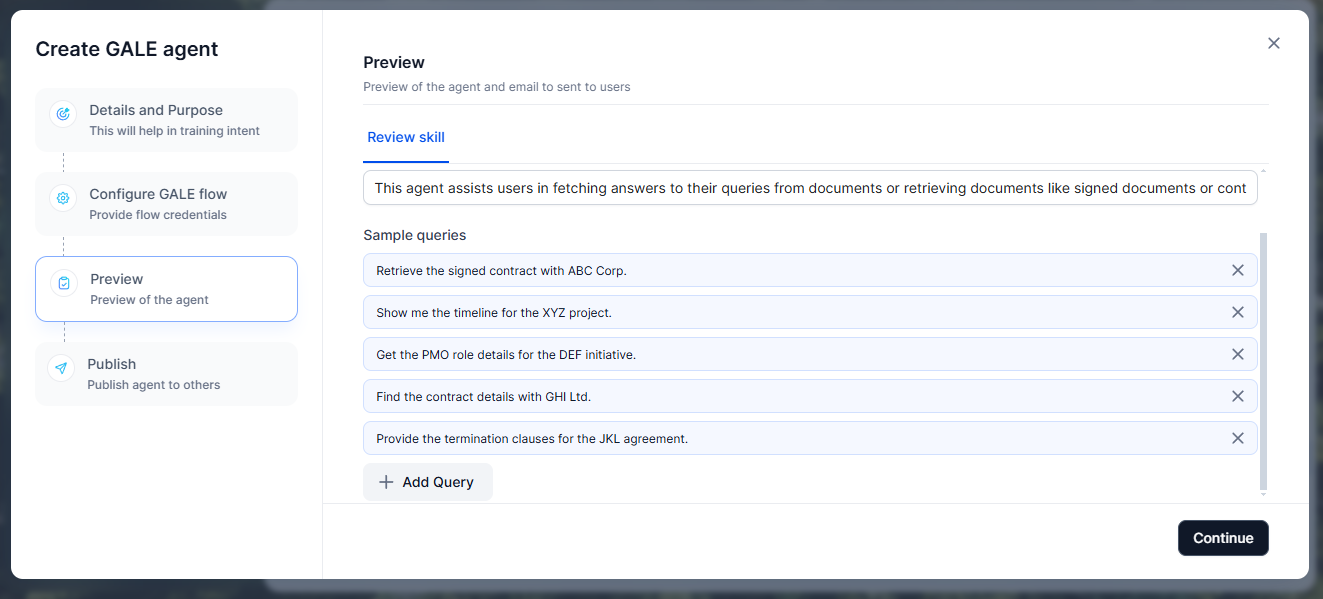 Create GALE agent
Details and Purpose
This will help in training intent
Configure GALE flow
Provide flow credentials
Preview
Preview of the agent
Publish
Publish agent to others
Preview
Preview of the agent and email to sent to users
Review skill
This agent assists users in fetching answers to their queries from documents or retrieving documents like signed documents or cont
Sample queries
Retrieve the signed contract with ABC Corp.
Show me the timeline for the XYZ project.
Get the PMO role details for the DEF initiative.
Find the contract details with GHI Ltd.
Provide the termination clauses for the JKL agreement.
Add Query
Continue